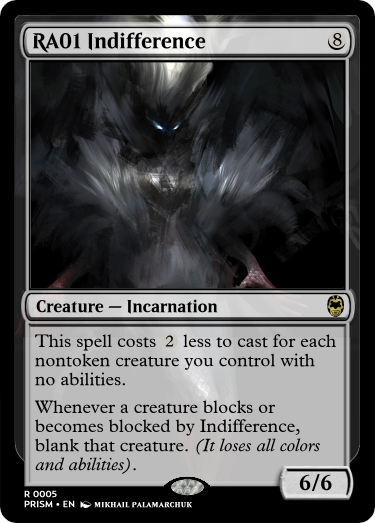 RA01 Indifference 8
Creature — Incarnation
This spell costs 2 less to cast for each
nontoken creature you control with
no abilities.
Whenever a creature blocks or
becomes blocked by Indifference,
blank that creature. (It loses all colors
and abilities).
6/6
R 0005
PRISM • EN MIKHAIL PALAMARCHUK